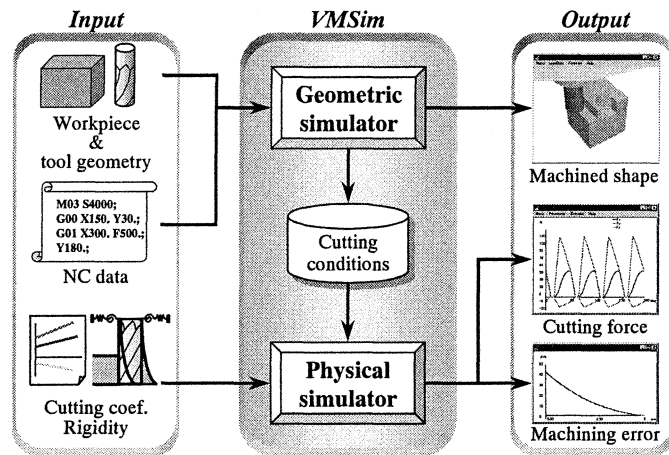 Input
VMSim
Output
Workpiece
&
tool geometry
M03 S4000;
G00 X150. Y30.;
G01 X300. F500.;
Y180.;
NC data
Cutting coef.
Rigidity
Geometric
simulator
Cutting
conditions
Physical
simulator
Machined shape
Cutting force
Machining error